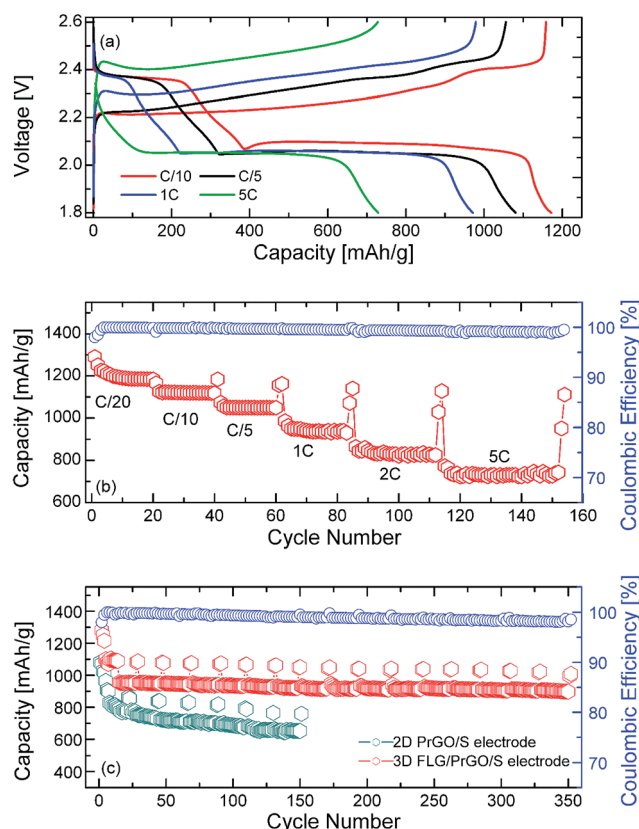 2.6
(a)
2.4
2.2
2.0
1.8
Voltage [V]
C/10 C/5
1C 5C
0 200 400 600 800 1000 1200
Capacity [mAh/g]
1400
1200
1000
800
600
Capacity [mAh/g]
C/20
C/10
C/5
1C
2C
5C
(b)
100
90
80
70
Coulombic Efficiency [%]
0 20 40 60 80 100 120 140 160
Cycle Number
1400
1200
1000
800
600
400
Capacity [mAh/g]
2D PrGO/S electrode
3D FLG/PrGO/S electrode
(c)
100
90
80
70
Coulombic Efficiency [%]
0 50 100 150 200 250 300 350
Cycle Number